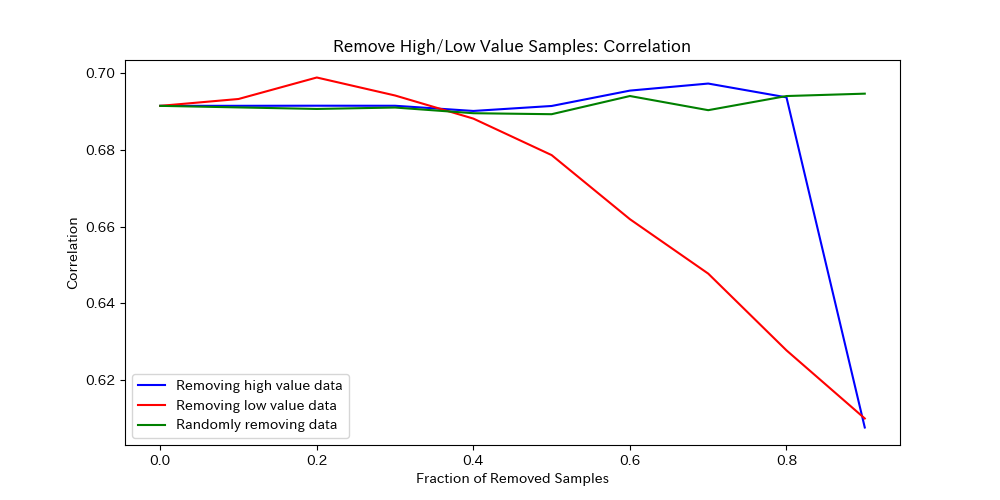 Remove High/Low Value Samples: Correlation
0.70
0.68
0.66
0.64
0.62
Correlation
Removing high value data
Removing low value data
Randomly removing data
0.0 0.2 0.4 0.6 0.8
Fraction of Removed Samples